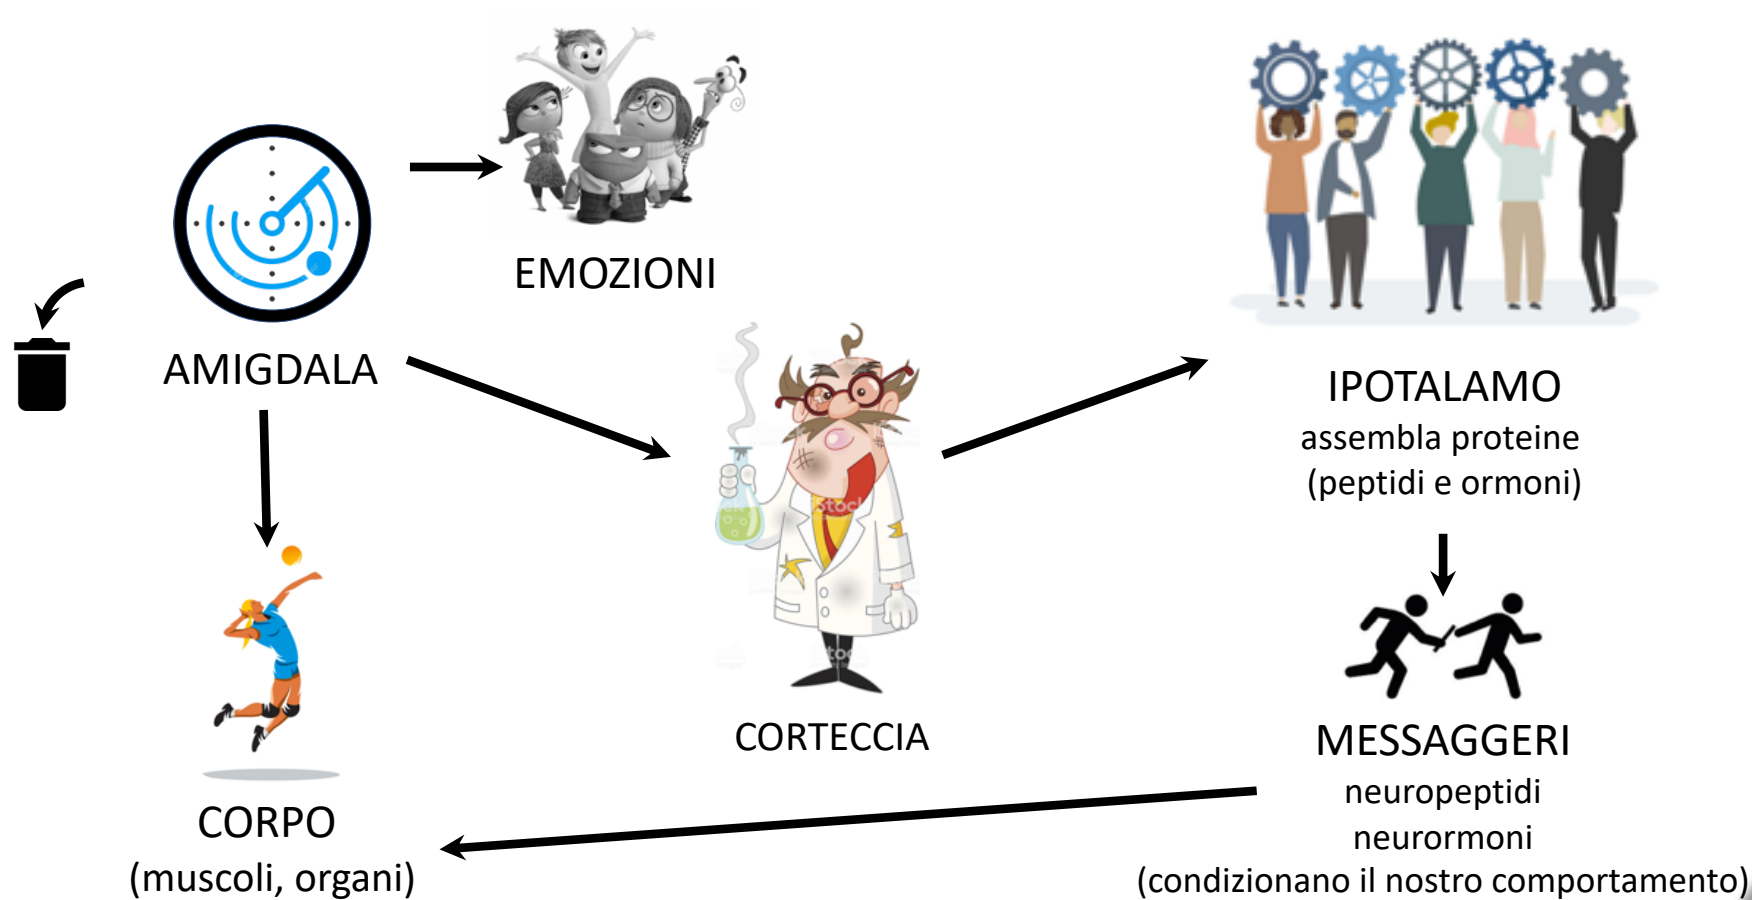 EMOZIONI
AMIGDALA
IPOTALAMO
assembla proteine
(peptidi e ormoni)
CORTECCIA
MESSAGGERI
neuropeptidi
neurormoni
(condizionano il nostro comportamento)
CORPO
(muscoli, organi)